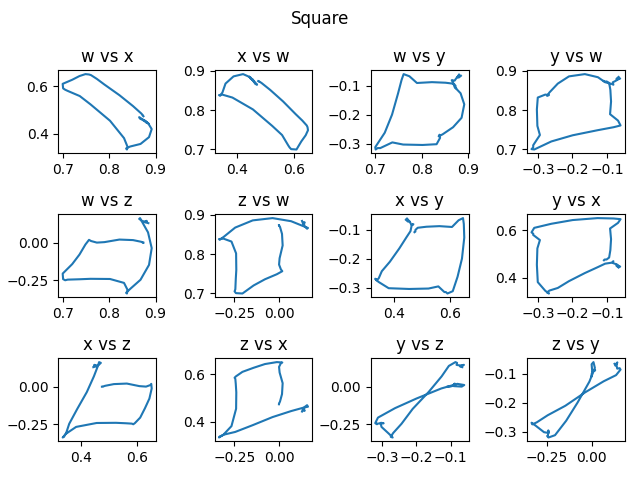 Square
w vs x
x vs w
w vs y
y vs w
0.6
0.4
0.7 0.8 0.9
0.9
0.8
0.7
0.4 0.6
−0.1
−0.2
−0.3
0.7 0.8 0.9
0.9
0.8
0.7
−0.3 −0.2 −0.1
w vs z
z vs w
x vs y
y vs x
0.00
−0.25
0.7 0.8 0.9
0.9
0.8
0.7
−0.25 0.00
−0.1
−0.2
−0.3
0.4 0.6
0.6
0.4
−0.3 −0.2 −0.1
x vs z
z vs x
y vs z
z vs y
0.00
−0.25
0.4 0.6
0.6
0.4
−0.25 0.00
0.00
−0.25
−0.3 −0.2 −0.1
−0.1
−0.2
−0.3
−0.25 0.00